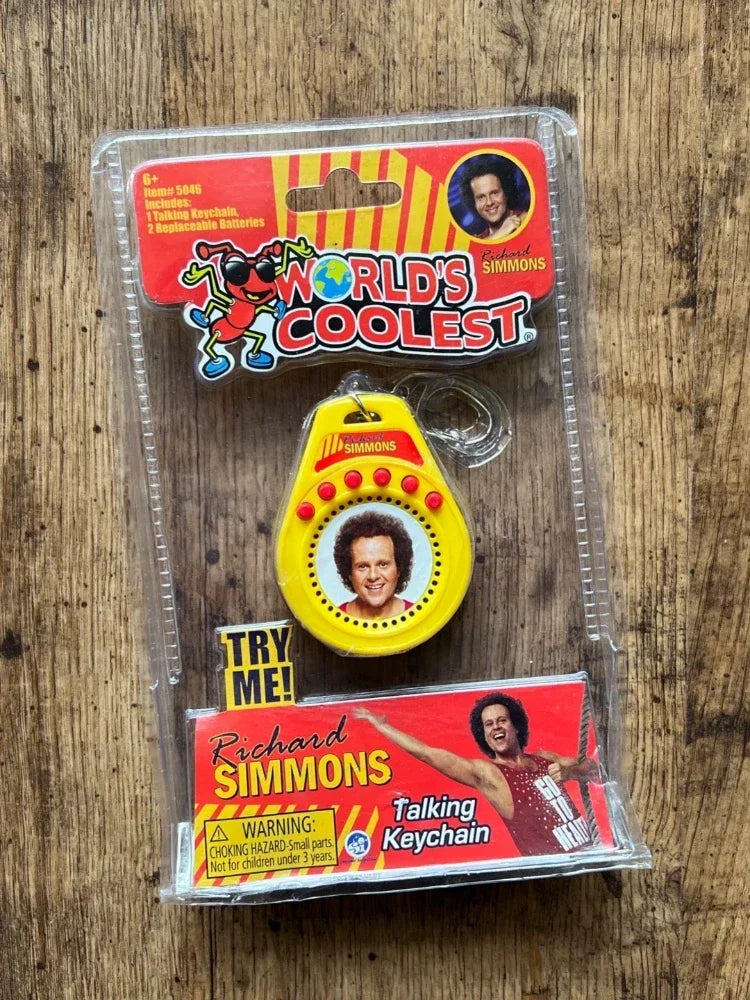 6+
Item# 5046
Includes:
1 Talking Keychain,
2 Replaceable Batteries
Richard
SIMMONS
WORLD'S
COOLEST®
Richard
SIMMONS
TRY
ME!
Richard
SIMMONS
Talking
Keychain
WARNING:
CHOKING HAZARD-Small parts.
Not for children under 3 years.